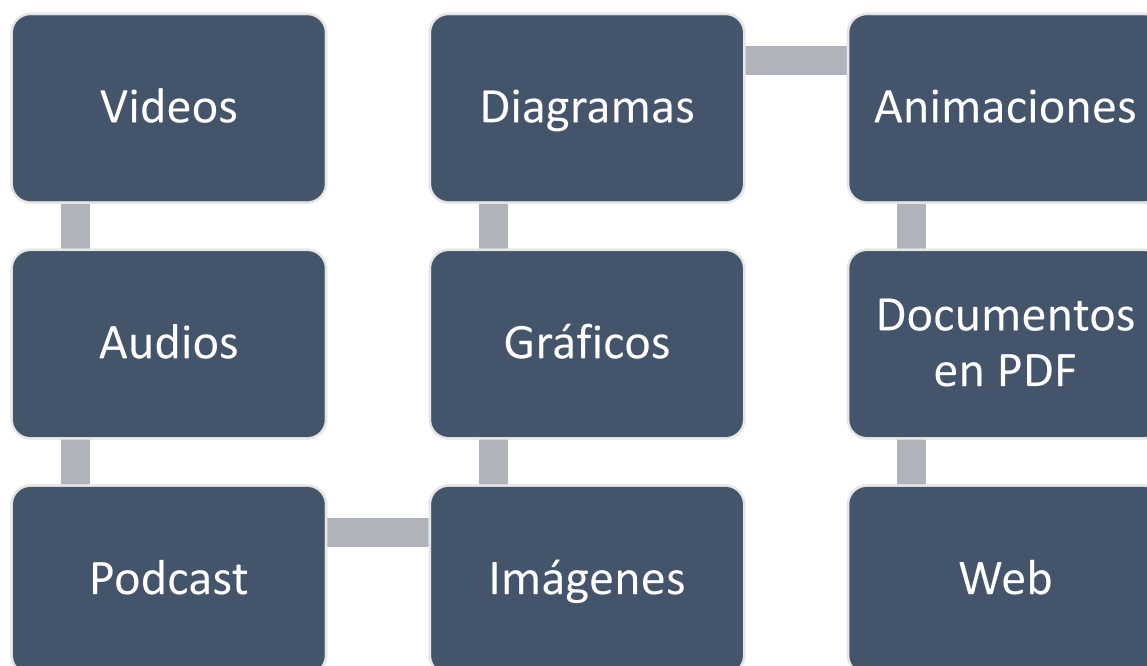 Videos
Audios
Podcast
Imágenes
Gráficos
Diagramas
Animaciones
Documentos
en PDF
Web